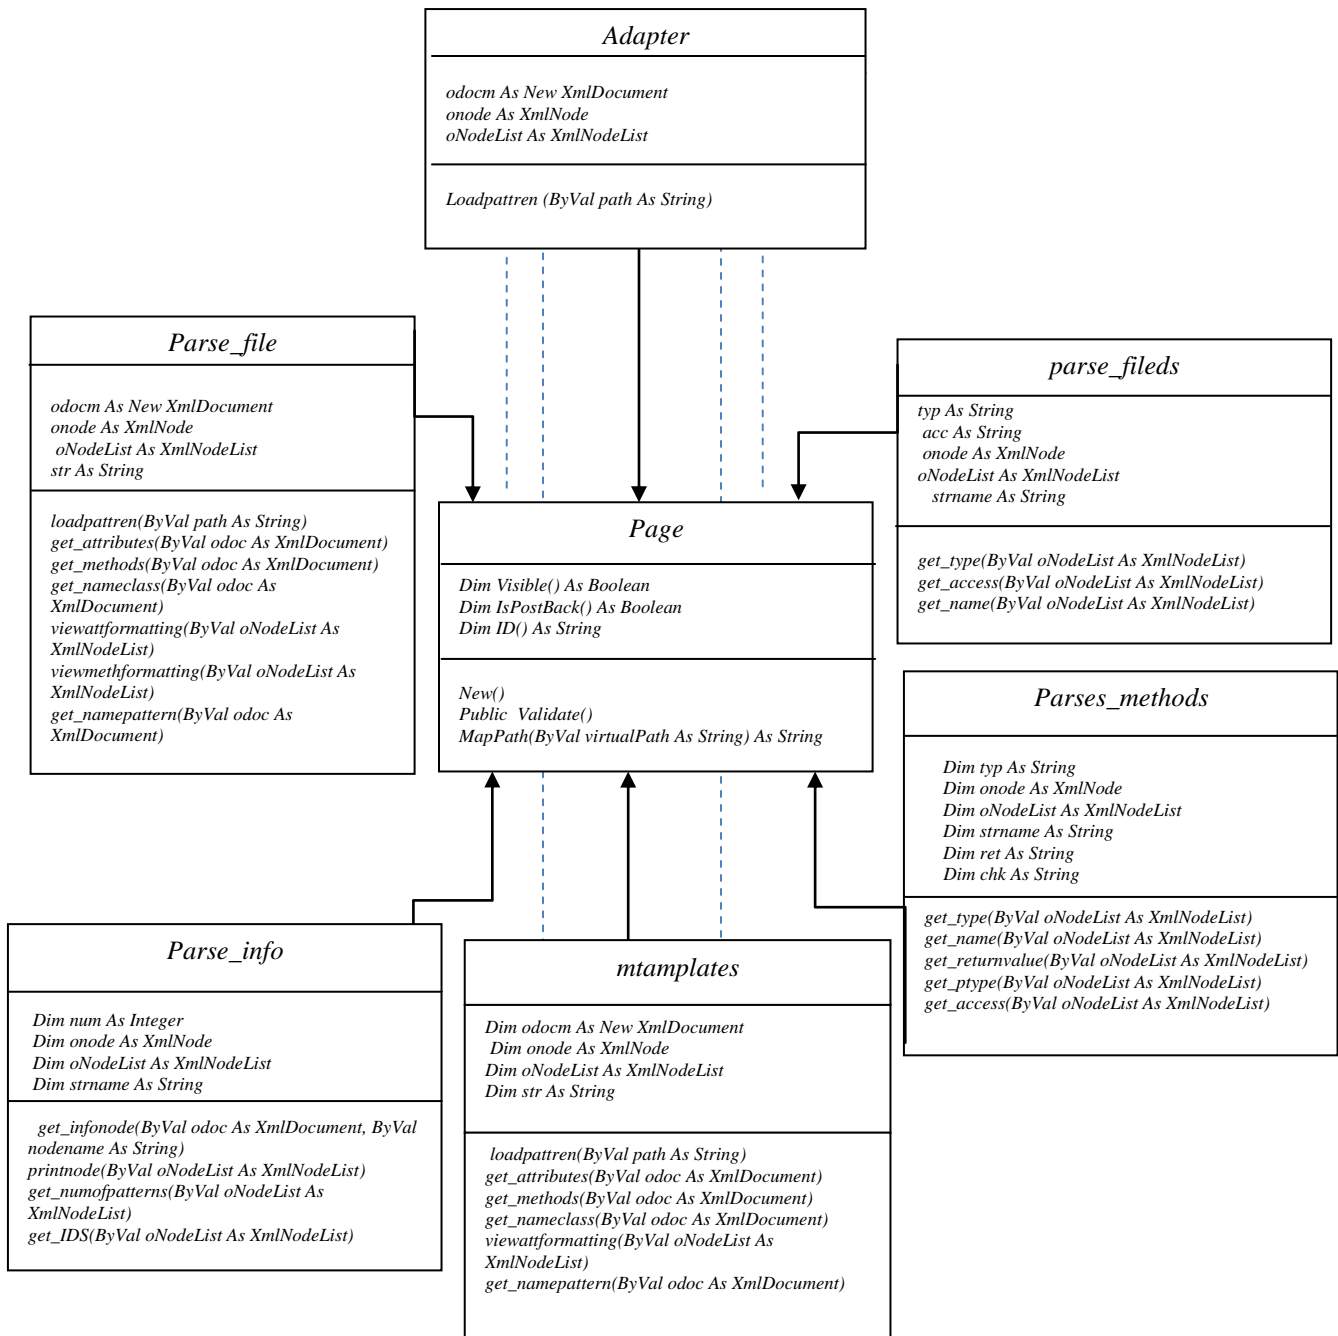 Adapter
odocm As New XmlDocument
onode As XmlNode
oNodeList As XmlNodeList
Loadpattren (ByVal path As String)
Parse_file
odocm As New XmlDocument
onode As XmlNode
oNodeList As XmlNodeList
str As String
loadpattren(ByVal path As String)
get_attributes(ByVal odoc As XmlDocument)
get_methods(ByVal odoc As XmlDocument)
get_nameclass(ByVal odoc As
XmlDocument)
viewattformatting(ByVal oNodeList As
XmlNodeList)
viewmethformatting(ByVal oNodeList As
XmlNodeList)
get_namepattern(ByVal odoc As
XmlDocument)
parse_fileds
typ As String
acc As String
onode As XmlNode
oNodeList As XmlNodeList
strname As String
get_type(ByVal oNodeList As XmlNodeList)
get_access(ByVal oNodeList As XmlNodeList)
get_name(ByVal oNodeList As XmlNodeList)
Page
Dim Visible() As Boolean
Dim IsPostBack() As Boolean
Dim ID() As String
New()
Public Validate()
MapPath(ByVal virtualPath As String) As String
Parses_methods
Dim typ As String
Dim onode As XmlNode
Dim oNodeList As XmlNodeList
Dim strname As String
Dim ret As String
Dim chk As String
get_type(ByVal oNodeList As XmlNodeList)
get_name(ByVal oNodeList As XmlNodeList)
get_returnvalue(ByVal oNodeList As XmlNodeList)
get_ptype(ByVal oNodeList As XmlNodeList)
get_access(ByVal oNodeList As XmlNodeList)
Parse_info
Dim num As Integer
Dim onode As XmlNode
Dim oNodeList As XmlNodeList
Dim strname As String
get_infonode(ByVal odoc As XmlDocument, ByVal
nodename As String)
printnode(ByVal oNodeList As XmlNodeList)
get_numofpatterns(ByVal oNodeList As
XmlNodeList)
get_IDS(ByVal oNodeList As XmlNodeList)
mtamplates
Dim odocm As New XmlDocument
Dim onode As XmlNode
Dim oNodeList As XmlNodeList
Dim str As String
loadpattren(ByVal path As String)
get_attributes(ByVal odoc As XmlDocument)
get_methods(ByVal odoc As XmlDocument)
get_nameclass(ByVal odoc As XmlDocument)
viewattformatting(ByVal oNodeList As
XmlNodeList)
get_namepattern(ByVal odoc As XmlDocument)